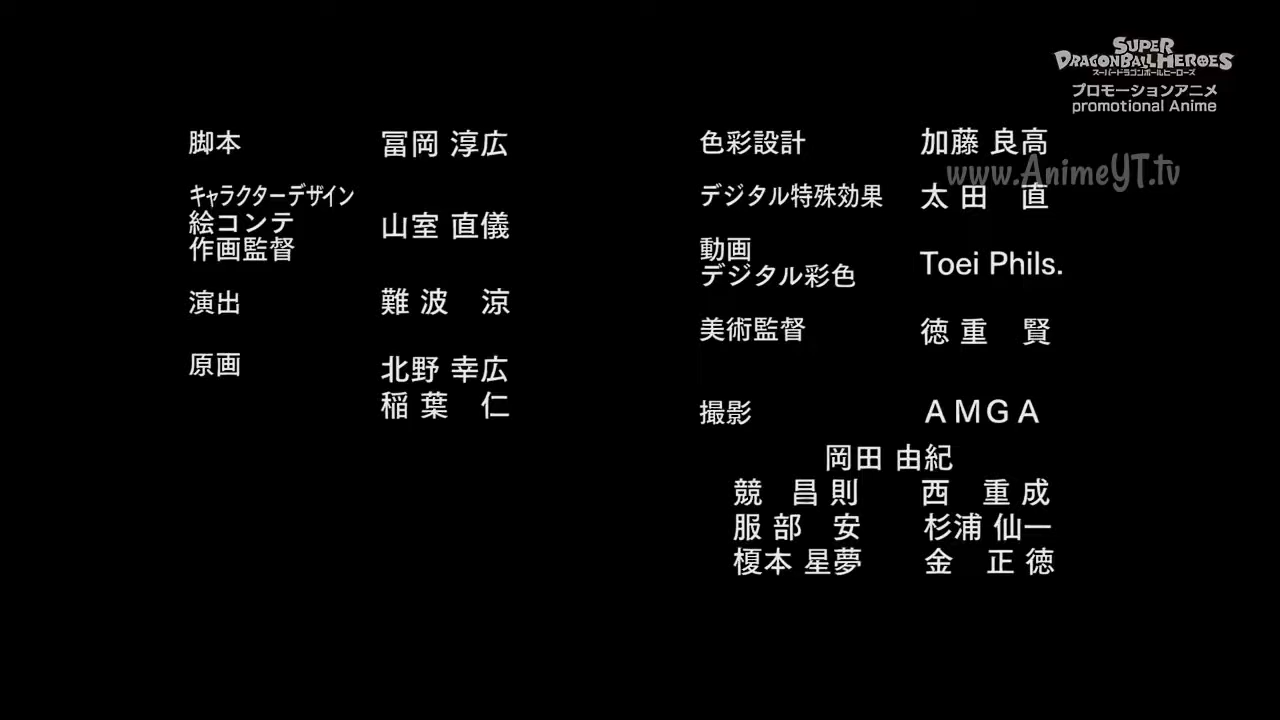 SUPER
DRAGONBALL HEROES
スーパードラゴンボールヒーローズ
プロモーションアニメ
promotional Anime
www.AnimeYT.tv
脚本 冨岡 淳広
キャラクターデザイン
絵コンテ 山室 直儀
作画監督
演出 難波 涼
原画 北野 幸広
稲葉 仁
色彩設計 加藤 良高
デジタル特殊効果 太田 直
動画
デジタル彩色 Toei Phils.
美術監督 徳重 賢
撮影 AMGA
岡田 由紀
競 昌則 西 重成
服部 安 杉浦 仙一
榎本 星夢 金 正徳